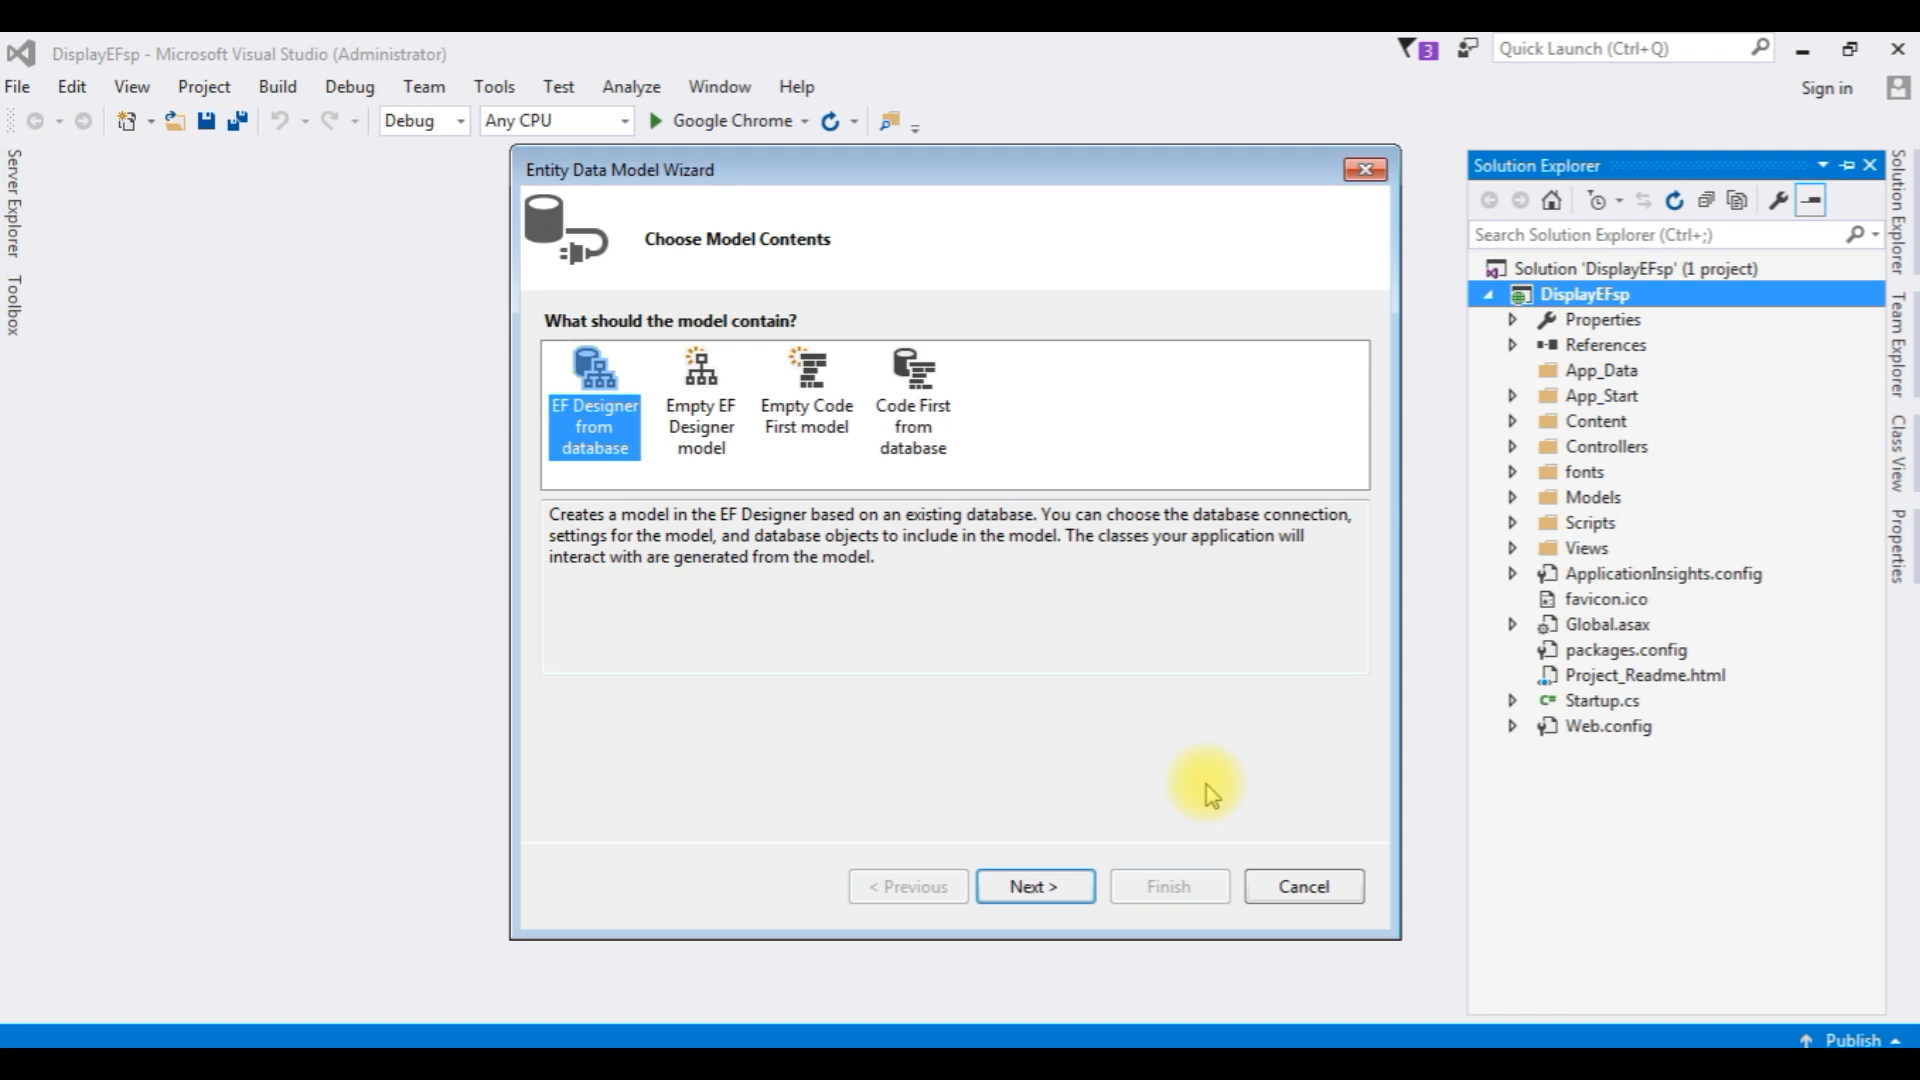 DisplayEFsp - Microsoft Visual Studio (Administrator)
3
Quick Launch (Ctrl+Q)
File Edit View Project Build Debug Team Tools Test Analyze Window Help
Sign in
Debug
Any CPU
Google Chrome
Server Explorer
Toolbox
Entity Data Model Wizard
Choose Model Contents
What should the model contain?
EF Designer
from
database
Empty EF
Designer
model
Empty Code
First model
Code First
from
database
Creates a model in the EF Designer based on an existing database. You can choose the database connection,
settings for the model, and database objects to include in the model. The classes your application will
interact with are generated from the model.
< Previous
Next >
Finish
Cancel
Solution Explorer
Search Solution Explorer (Ctrl+;)
Solution 'DisplayEFsp' (1 project)
DisplayEFsp
Properties
References
App_Data
App_Start
Content
Controllers
fonts
Models
Scripts
Views
ApplicationInsights.config
favicon.ico
Global.asax
packages.config
Project_Readme.html
C# Startup.cs
Web.config
Solution Explorer
Team Explorer
Class View
Properties
Publish